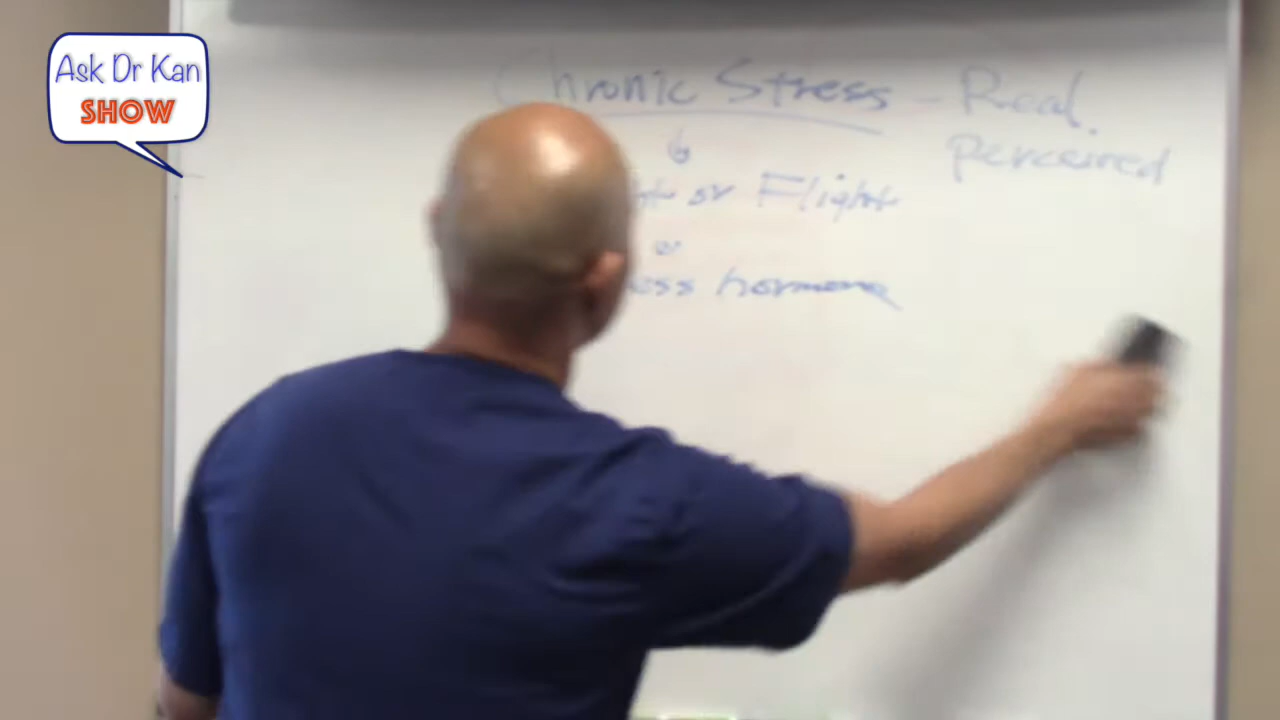 Ask Dr Kan
SHOW
Chronic Stress - Real
perceived
or Flight
hormone